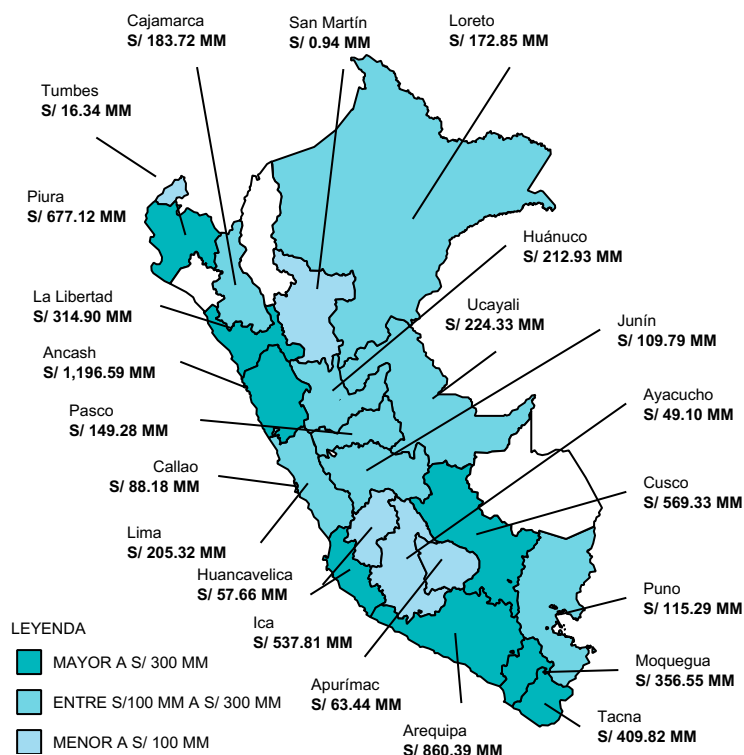 Cajamarca
S/ 183.72 MM
San Martín
S/ 0.94 MM
Loreto
S/ 172.85 MM
Tumbes
S/ 16.34 MM
Piura
S/ 677.12 MM
Huánuco
S/ 212.93 MM
La Libertad
S/ 314.90 MM
Ucayali
S/ 224.33 MM
Junín
S/ 109.79 MM
Ancash
S/ 1,196.59 MM
Ayacucho
S/ 49.10 MM
Pasco
S/ 149.28 MM
Callao
S/ 88.18 MM
Cusco
S/ 569.33 MM
Lima
S/ 205.32 MM
Huancavelica
S/ 57.66 MM
Puno
S/ 115.29 MM
Ica
S/ 537.81 MM
Moquegua
S/ 356.55 MM
Apurímac
S/ 63.44 MM
Tacna
S/ 409.82 MM
Arequipa
S/ 860.39 MM
LEYENDA
MAYOR A S/ 300 MM
ENTRE S/100 MM A S/ 300 MM
MENOR A S/ 100 MM